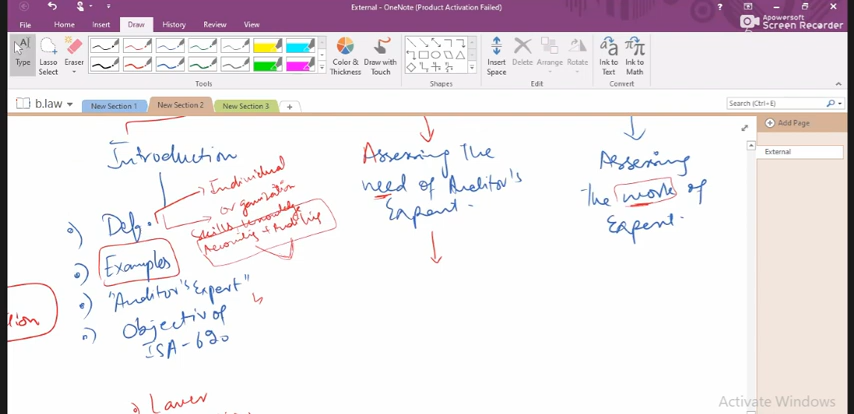 External - OneNote (Product Activation Failed)
Apowersoft
Screen Recorder
File Home Insert Draw History Review View
Type
Lasso Select
Eraser
Color & Thickness
Draw with Touch
Insert Space
Delete
Arrange
Rotate
Ink to Text
Ink to Math
Tools
Shapes
Edit
Convert
b.law
New Section 1
New Section 2
New Section 3
Search (Ctrl+E)
Add Page
External
Introduction
Individual
or ganization
Def.
Examples
"Auditor's Expert"
Objectiv of
ISA-620
Assessing The
need of Auditor's
Expert.
Assessing
The work of
Expert.
Activate Windows